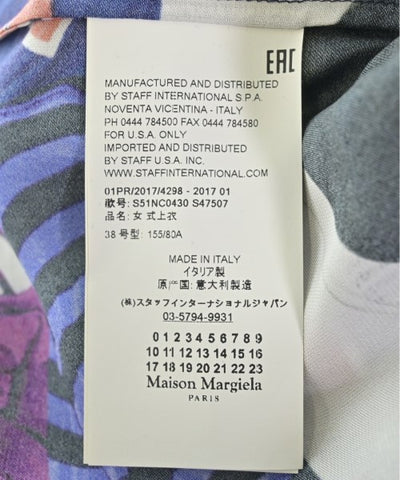 EAC
MANUFACTURED AND DISTRIBUTED
BY STAFF INTERNATIONAL S.P.A.
NOVENTA VICENTINA - ITALY
PH 0444 784500 FAX 0444 784580
FOR U.S.A. ONLY
IMPORTED AND DISTRIBUTED
BY STAFF U.S.A. INC.
WWW.STAFFINTERNATIONAL.COM
01PR/2017/4298 - 2017 01
款号: S51NC0430 S47507
品名: 女式上衣
38 号型: 155/80A
MADE IN ITALY
イタリア製
原产国: 意大利制造
(株)スタッフインターナショナルジャパン
03-5794-9931
0 1 2 3 4 5 6 7 8 9
10 11 12 13 14 15 16
17 18 19 20 21 22 23
Maison Margiela
PARIS